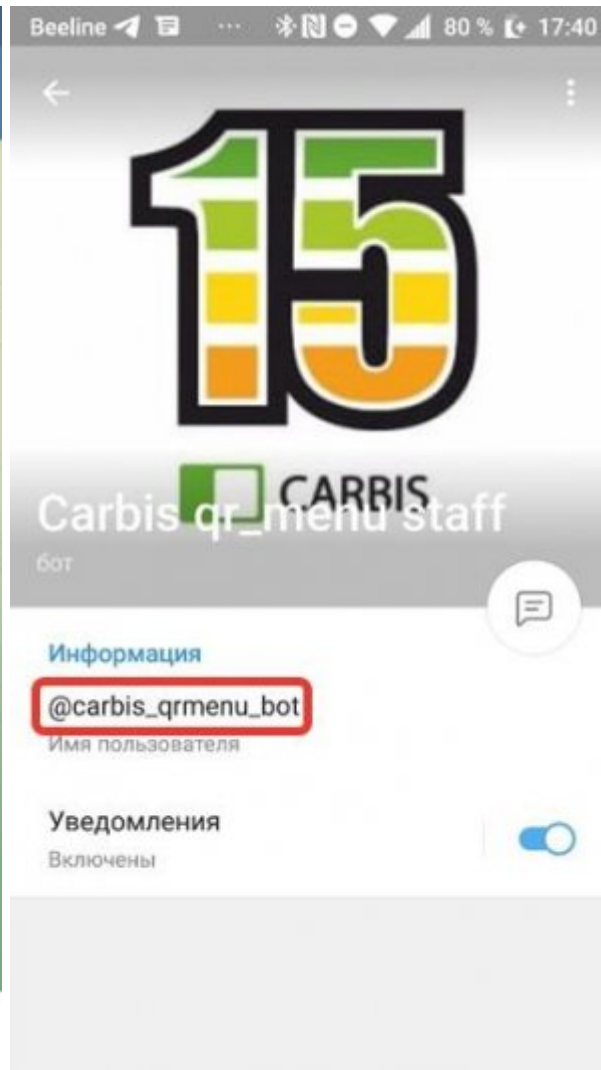 Beeline 80 % 17:40
15
CARBIS
Carbis qr_menu staff
бот
Информация
@carbis_qrmenu_bot
Имя пользователя
Уведомления
Включены